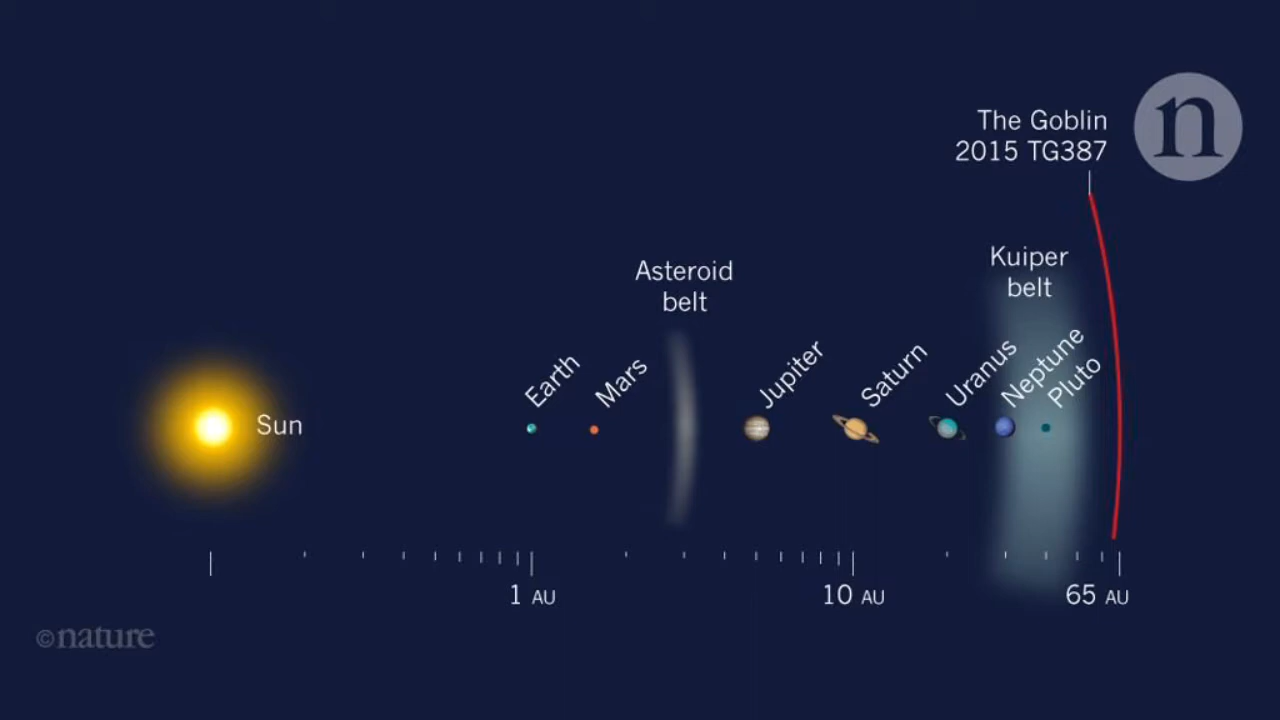 The Goblin
2015 TG387
n
Kuiper
belt
Asteroid
belt
Sun
Earth
Mars
Jupiter
Saturn
Uranus
Neptune
Pluto
1 AU
10 AU
65 AU
©nature